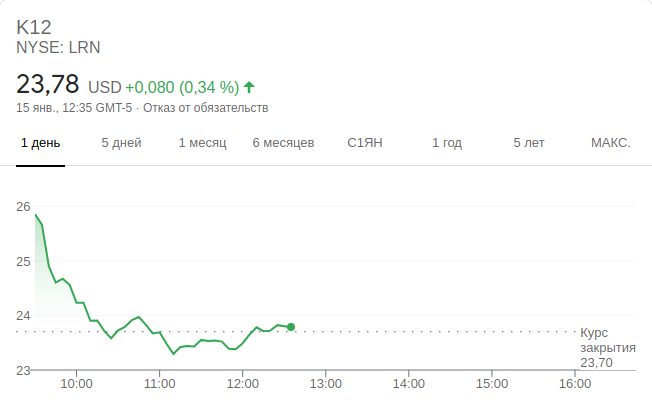 K12
NYSE: LRN
23,78 USD +0,080 (0,34 %)
15 янв., 12:35 GMT-5 · Отказ от обязательств
1 день 5 дней 1 месяц 6 месяцев С1ЯН 1 год 5 лет МАКС.
26
25
24
23
Курс
закрытия
23,70
10:00 11:00 12:00 13:00 14:00 15:00 16:00